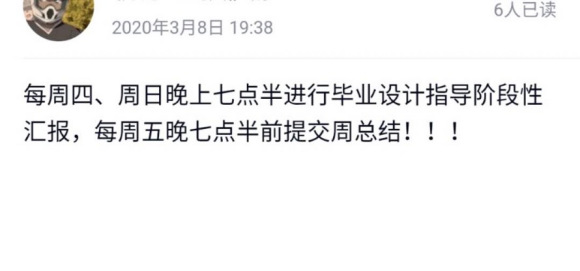 6人已读
2020年3月8日 19:38
每周四、周日晚上七点半进行毕业设计指导阶段性
汇报，每周五晚七点半前提交周总结！！！